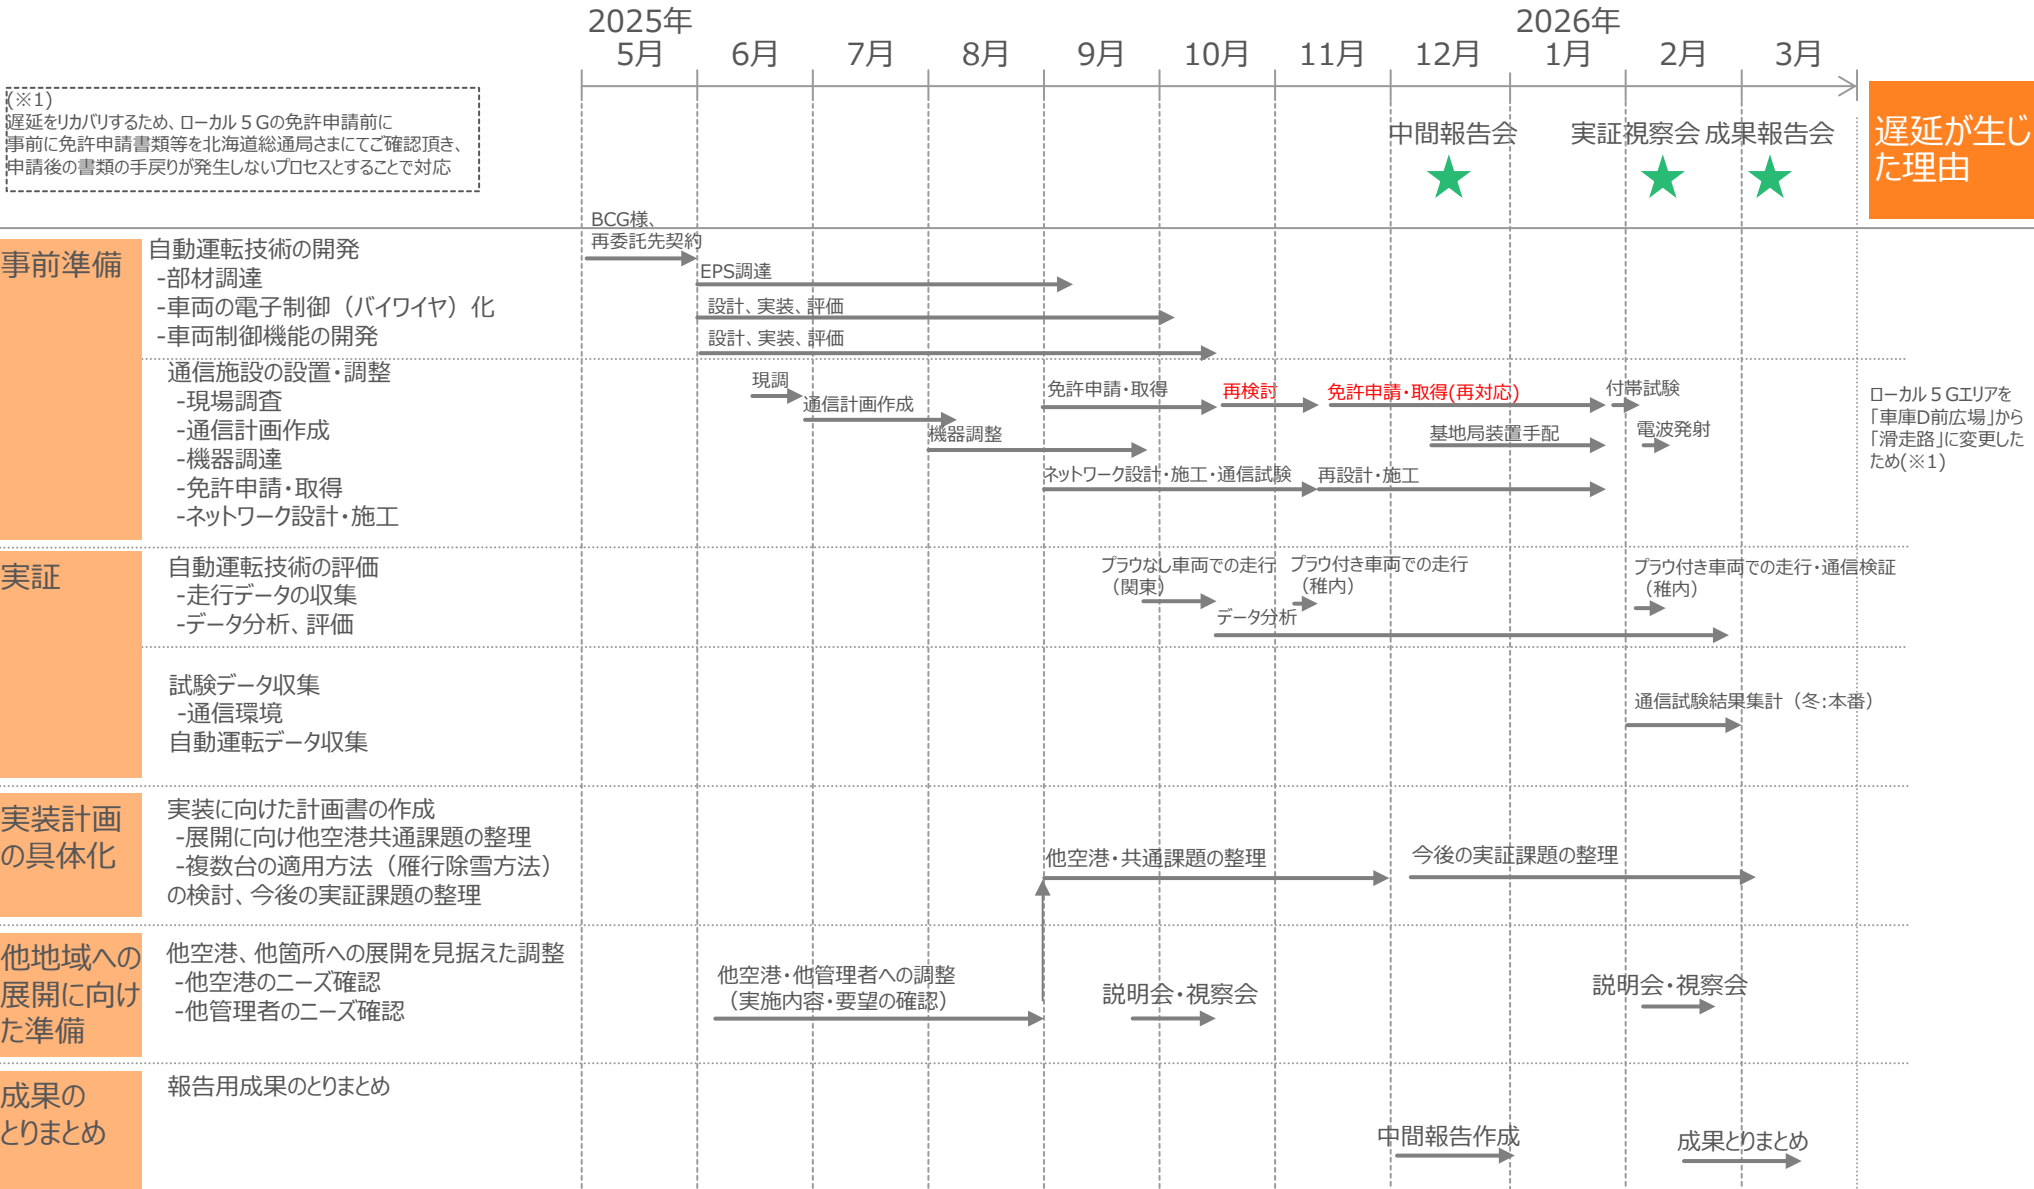 2025年
2026年
5月
6月
7月
8月
9月
10月
11月
12月
1月
2月
3月
(※1)
遅延をリカバリするため、ローカル５Gの免許申請前に
事前に免許申請書類等を北海道総通局さまにてご確認頂き、
申請後の書類の手戻りが発生しないプロセスとすることで対応
中間報告会
実証視察会
成果報告会
遅延が生じ
た理由
事前準備
自動運転技術の開発
-部材調達
-車両の電子制御（バイワイヤ）化
-車両制御機能の開発
BCG様、
再委託先契約
EPS調達
設計、実装、評価
設計、実装、評価
通信施設の設置・調整
-現場調査
-通信計画作成
-機器調達
-免許申請・取得
-ネットワーク設計・施工
現調
通信計画作成
機器調整
免許申請・取得
再検討
免許申請・取得(再対応)
付帯試験
基地局装置手配
電波発射
ネットワーク設計・施工・通信試験
再設計・施工
ローカル５Gエリアを
「車庫D前広場」から
「滑走路」に変更した
ため(※1)
実証
自動運転技術の評価
-走行データの収集
-データ分析、評価
プラウなし車両での走行
（関東）
プラウ付き車両での走行
（稚内）
データ分析
プラウ付き車両での走行・通信検証
（稚内）
試験データ収集
-通信環境
自動運転データ収集
通信試験結果集計（冬:本番）
実装計画
の具体化
実装に向けた計画書の作成
-展開に向け他空港共通課題の整理
-複数台の適用方法（雁行除雪方法）
の検討、今後の実証課題の整理
他空港・共通課題の整理
今後の実証課題の整理
他地域への
展開に向け
た準備
他空港、他箇所への展開を見据えた調整
-他空港のニーズ確認
-他管理者のニーズ確認
他空港・他管理者への調整
（実施内容・要望の確認）
説明会・視察会
説明会・視察会
成果の
とりまとめ
報告用成果のとりまとめ
中間報告作成
成果とりまとめ